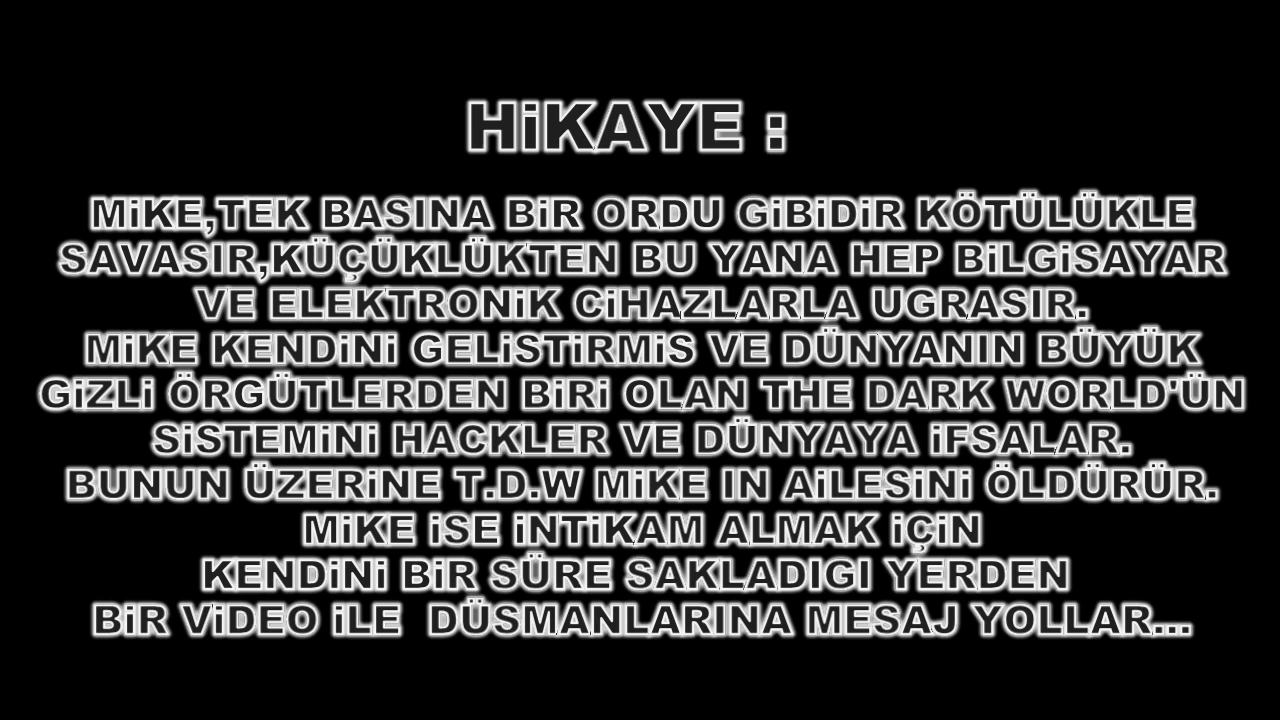 HiKAYE :
MiKE,TEK BASINA BiR ORDU GiBiDiR KÖTÜLÜKLE
SAVASIR,KÜÇÜKLÜKTEN BU YANA HEP BiLGiSAYAR
VE ELEKTRONiK CiHAZLARLA UGRASIR.
MiKE KENDiNi GELiSTiRMiS VE DÜNYANIN BÜYÜK
GiZLi ÖRGÜTLERDEN BiRi OLAN THE DARK WORLD'ÜN
SiSTEMiNi HACKLER VE DÜNYAYA iFSALAR.
BUNUN ÜZERiNE T.D.W MiKE IN AiLESiNi ÖLDÜRÜR.
MiKE iSE iNTiKAM ALMAK iÇiN
KENDiNi BiR SÜRE SAKLADIGI YERDEN
BiR ViDEO iLE  DÜSMANLARINA MESAJ YOLLAR...